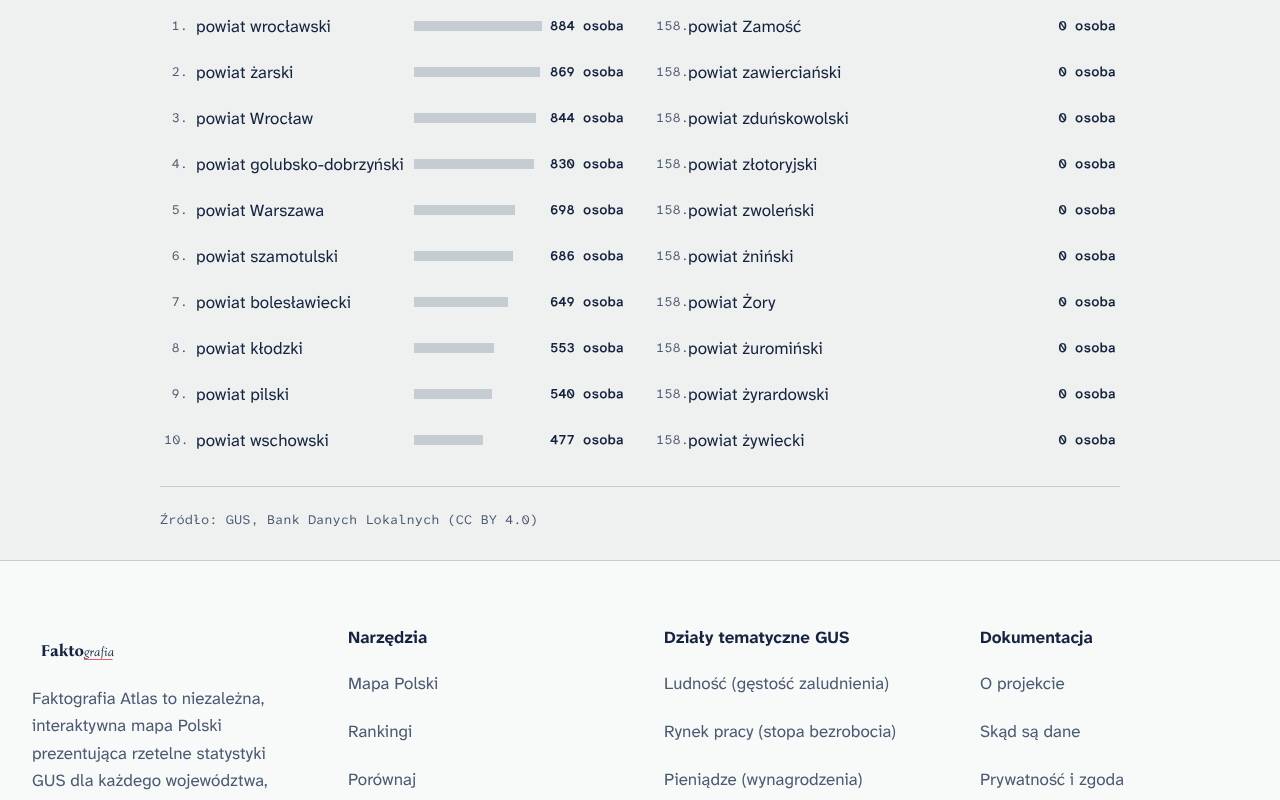 1. powiat wrocławski 884 osoba
2. powiat żarski 869 osoba
3. powiat Wrocław 844 osoba
4. powiat golubsko-dobrzyński 830 osoba
5. powiat Warszawa 698 osoba
6. powiat szamotulski 686 osoba
7. powiat bolesławiecki 649 osoba
8. powiat kłodzki 553 osoba
9. powiat pilski 540 osoba
10. powiat wschowski 477 osoba
158. powiat Zamość 0 osoba
158. powiat zawierciański 0 osoba
158. powiat zduńskowolski 0 osoba
158. powiat złotoryjski 0 osoba
158. powiat zwoleński 0 osoba
158. powiat żniński 0 osoba
158. powiat Żory 0 osoba
158. powiat żuromiński 0 osoba
158. powiat żyrardowski 0 osoba
158. powiat żywiecki 0 osoba
Źródło: GUS, Bank Danych Lokalnych (CC BY 4.0)
Faktografia
Faktografia Atlas to niezależna,
interaktywna mapa Polski
prezentująca rzetelne statystyki
GUS dla każdego województwa,
Narzędzia
Mapa Polski
Rankingi
Porównaj
Działy tematyczne GUS
Ludność (gęstość zaludnienia)
Rynek pracy (stopa bezrobocia)
Pieniądze (wynagrodzenia)
Dokumentacja
O projekcie
Skąd są dane
Prywatność i zgoda